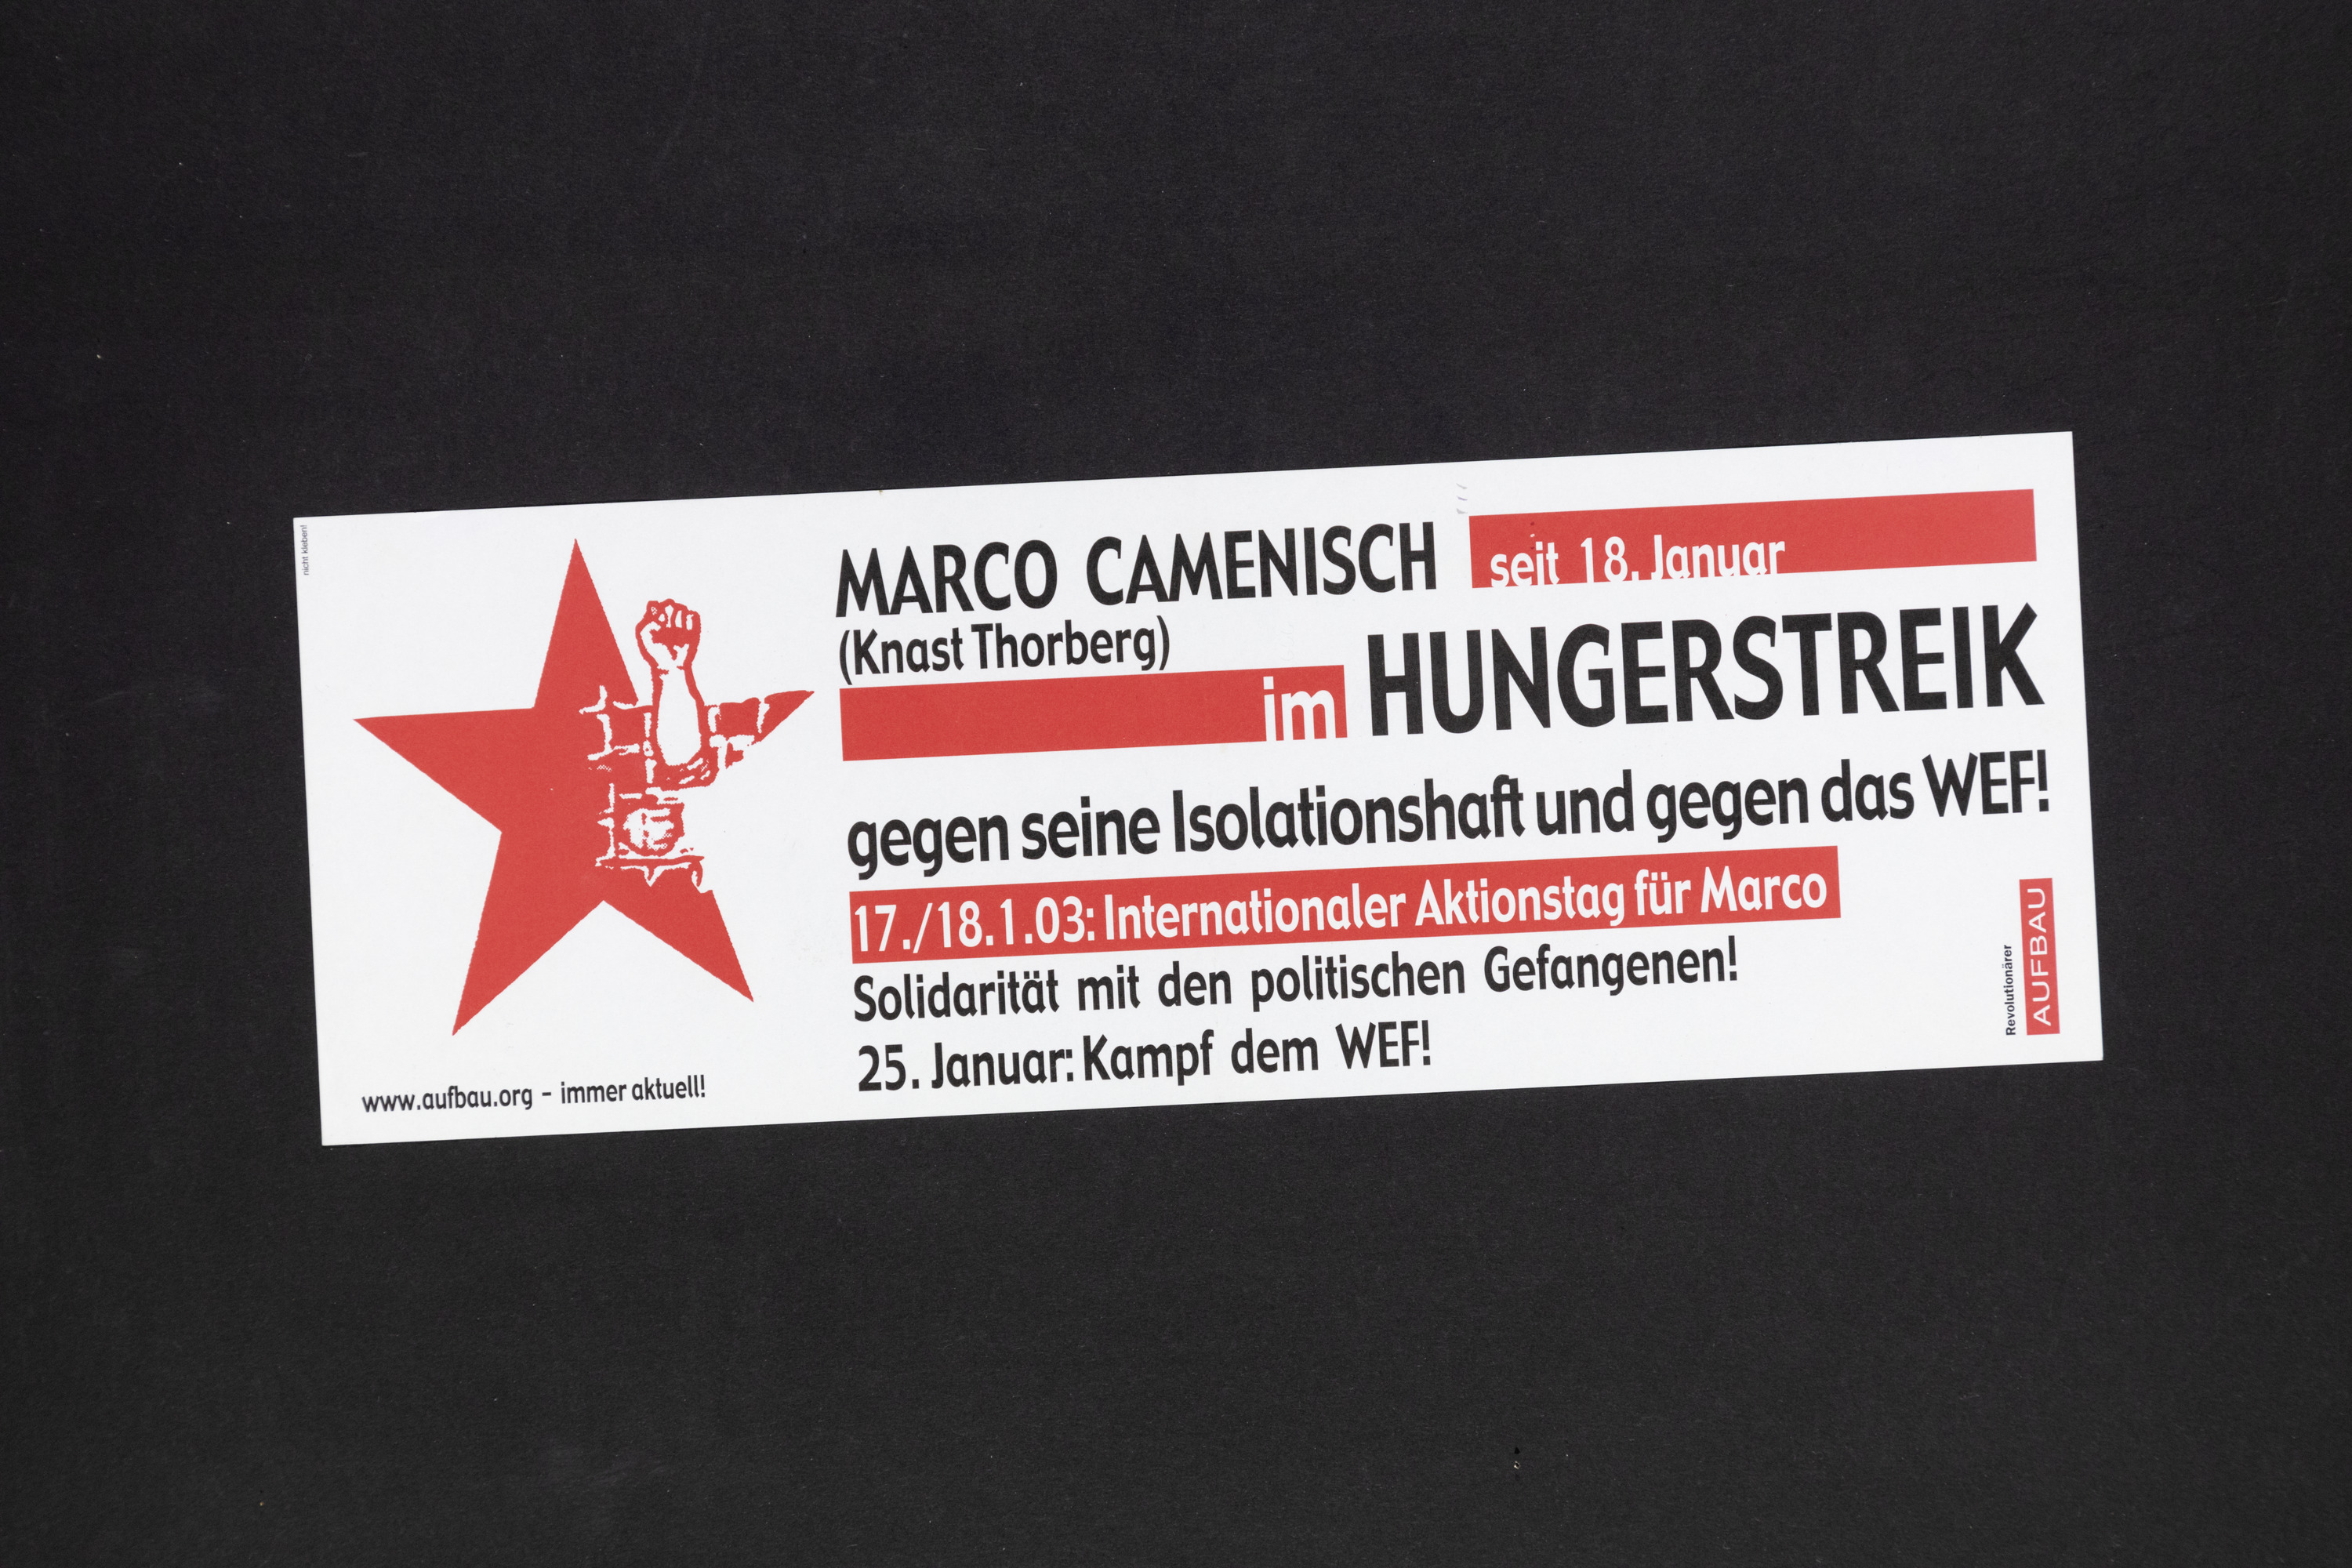 nicht kleben!
MARCO CAMENISCH seit 18. Januar
(Knast Thorberg)
im HUNGERSTREIK
gegen seine Isolationshaft und gegen das WEF!
17./18.1.03: Internationaler Aktionstag für Marco
Solidarität mit den politischen Gefangenen!
25. Januar: Kampf dem WEF!
www.aufbau.org - immer aktuell!
Revolutionärer
AUFBAU